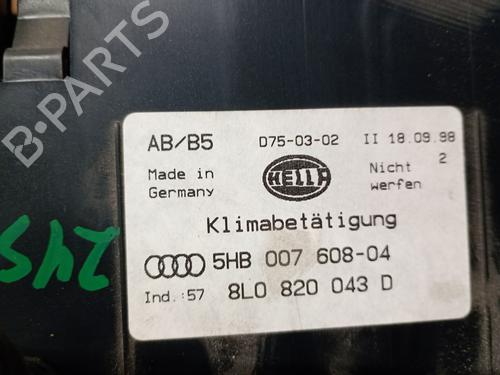 B-PARTS
AB/B5 D75-03-02 II 18.09.98
Made in Germany HELLA Nicht 2 werfen
Klimabetätigung
5HB 007 608-04
Ind.:57 8L0 820 043 D
24S